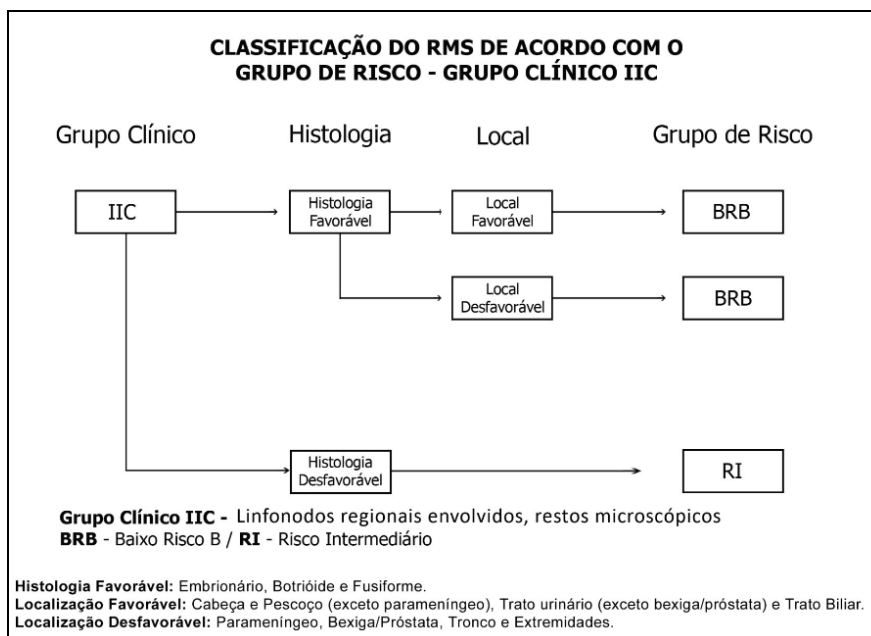 CLASSIFICAÇÃO DO RMS DE ACORDO COM O
GRUPO DE RISCO - GRUPO CLÍNICO IIC
Grupo Clínico
Histologia
Local
Grupo de Risco
IIC
Histologia
Favorável
Local
Favorável
BRB
Local
Desfavorável
BRB
Histologia
Desfavorável
RI
Grupo Clínico IIC - Linfonodos regionais envolvidos, restos microscópicos
BRB - Baixo Risco B / RI - Risco Intermediário
Histologia Favorável: Embrionário, Botrióide e Fusiforme.
Localização Favorável: Cabeça e Pescoço (exceto parameníngeo), Trato urinário (exceto bexiga/próstata) e Trato Biliar.
Localização Desfavorável: Parameníngeo, Bexiga/Próstata, Tronco e Extremidades.